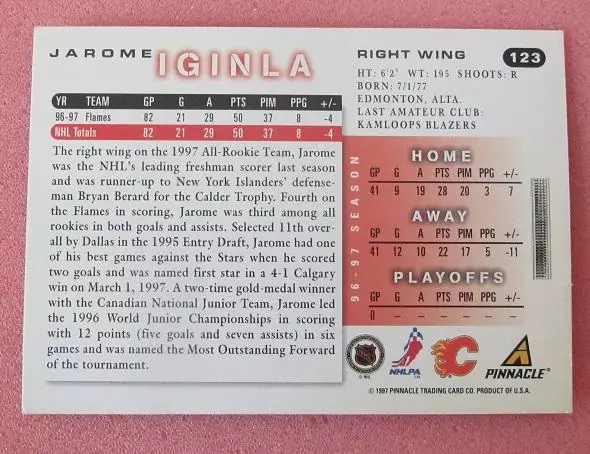 JAROME IGINLA
RIGHT WING 123
HT: 6'2" WT: 195 SHOOTS: R
BORN: 7/1/77
EDMONTON, ALTA.
LAST AMATEUR CLUB:
KAMLOOPS BLAZERS
YR TEAM GP G A PTS PIM PPG +/-
96-97 Flames 82 21 29 50 37 8 -4
NHL Totals 82 21 29 50 37 8 -4
The right wing on the 1997 All-Rookie Team, Jarome
was the NHL's leading freshman scorer last season
and was runner-up to New York Islanders' defense-
man Bryan Berard for the Calder Trophy. Fourth on
the Flames in scoring, Jarome was third among all
rookies in both goals and assists. Selected 11th over-
all by Dallas in the 1995 Entry Draft, Jarome had one
of his best games against the Stars when he scored
two goals and was named first star in a 4-1 Calgary
win on March 1, 1997. A two-time gold-medal winner
with the Canadian National Junior Team, Jarome led
the 1996 World Junior Championships in scoring
with 12 points (five goals and seven assists) in six
games and was named the Most Outstanding Forward
of the tournament.
96-97 SEASON
HOME
GP G A PTS PIM PPG +/-
41 9 19 28 20 3 7
AWAY
GP G A PTS PIM PPG +/-
41 12 10 22 17 5 -11
PLAYOFFS
GP G A PTS PIM PPG +/-
0 – – – – – –
NHL
© NHL
NHLPA
C
PINNACLE®
© 1997 PINNACLE TRADING CARD CO. PRODUCT OF U.S.A.